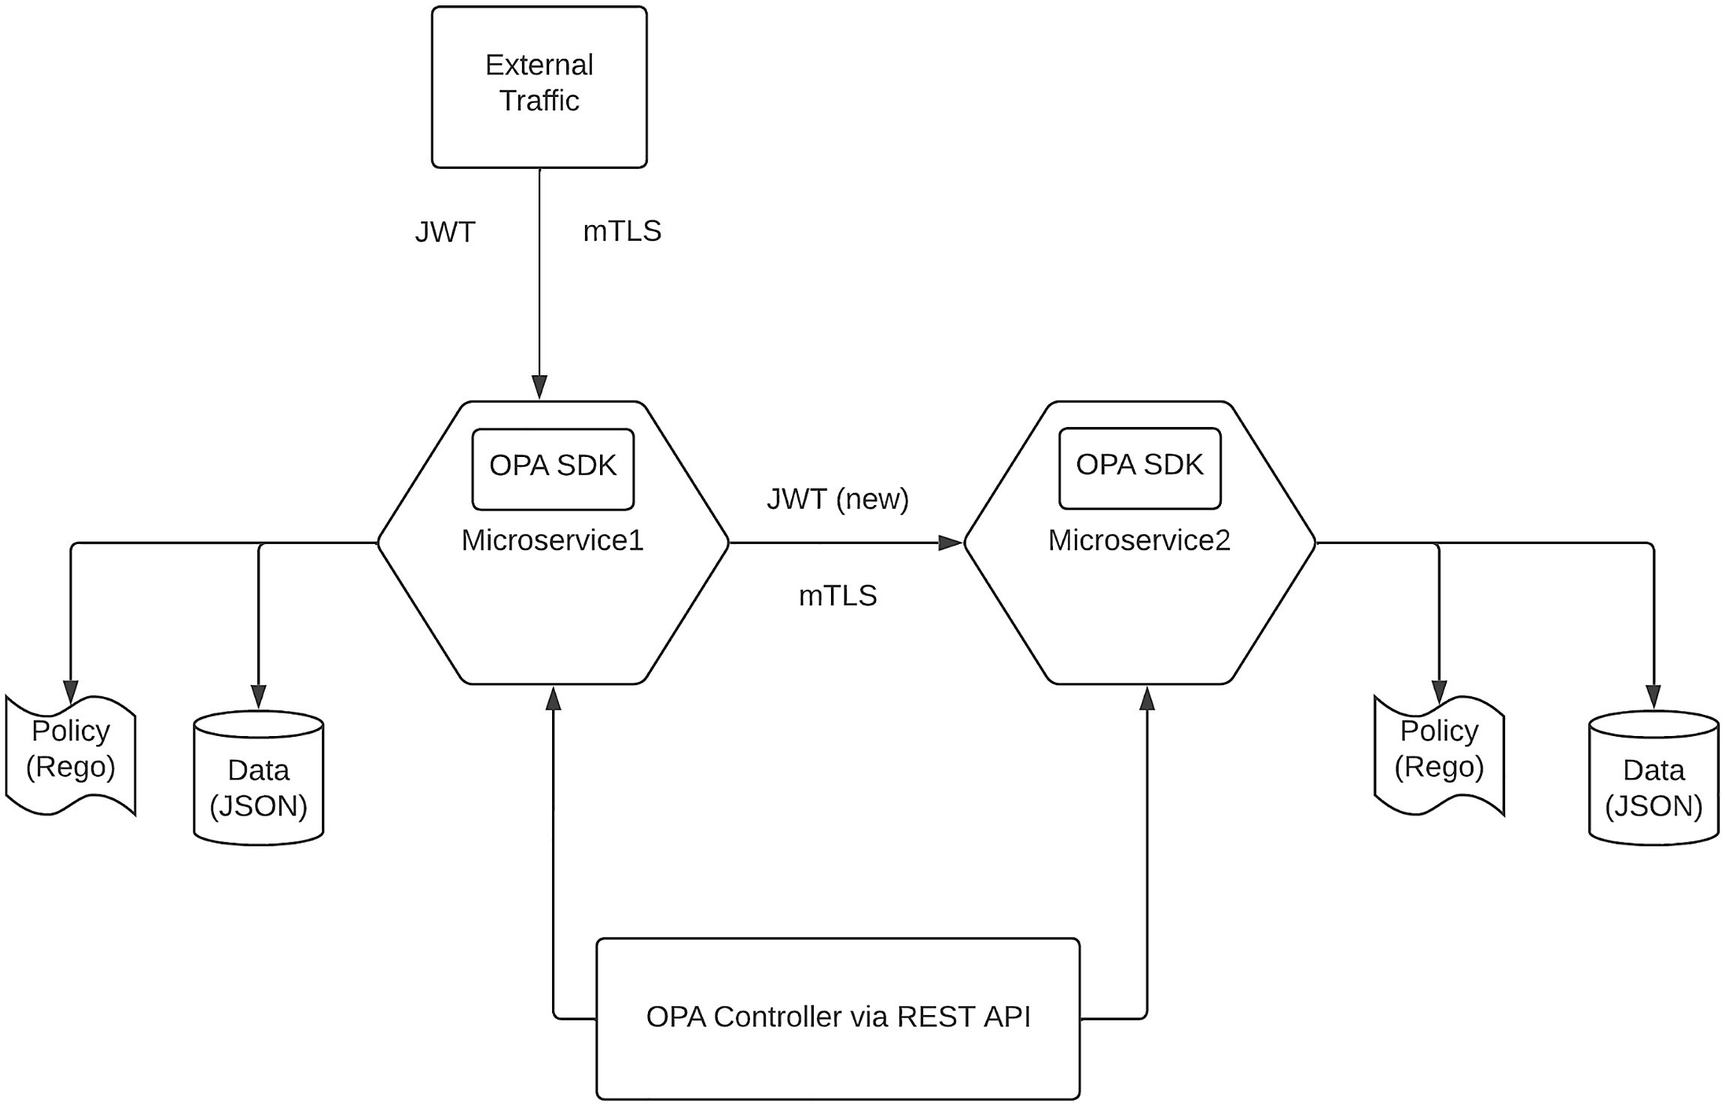 External
Traffic
JWT
mTLS
OPA SDK
Microservice1
JWT (new)
mTLS
OPA SDK
Microservice2
Policy
(Rego)
Data
(JSON)
Policy
(Rego)
Data
(JSON)
OPA Controller via REST API